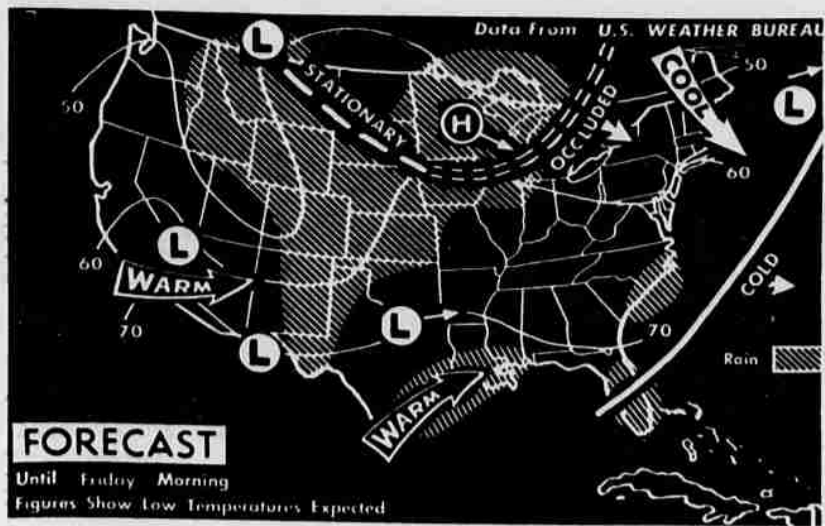 Data From U.S. WEATHER BUREAU
L
STATIONARY
H
OCCLUDED
COOL
50
L
50
60
L
60
WARM
70
L
L
COLD
70
Rain
WARM
FORECAST
Until Friday Morning
Figures Show Low Temperatures Expected